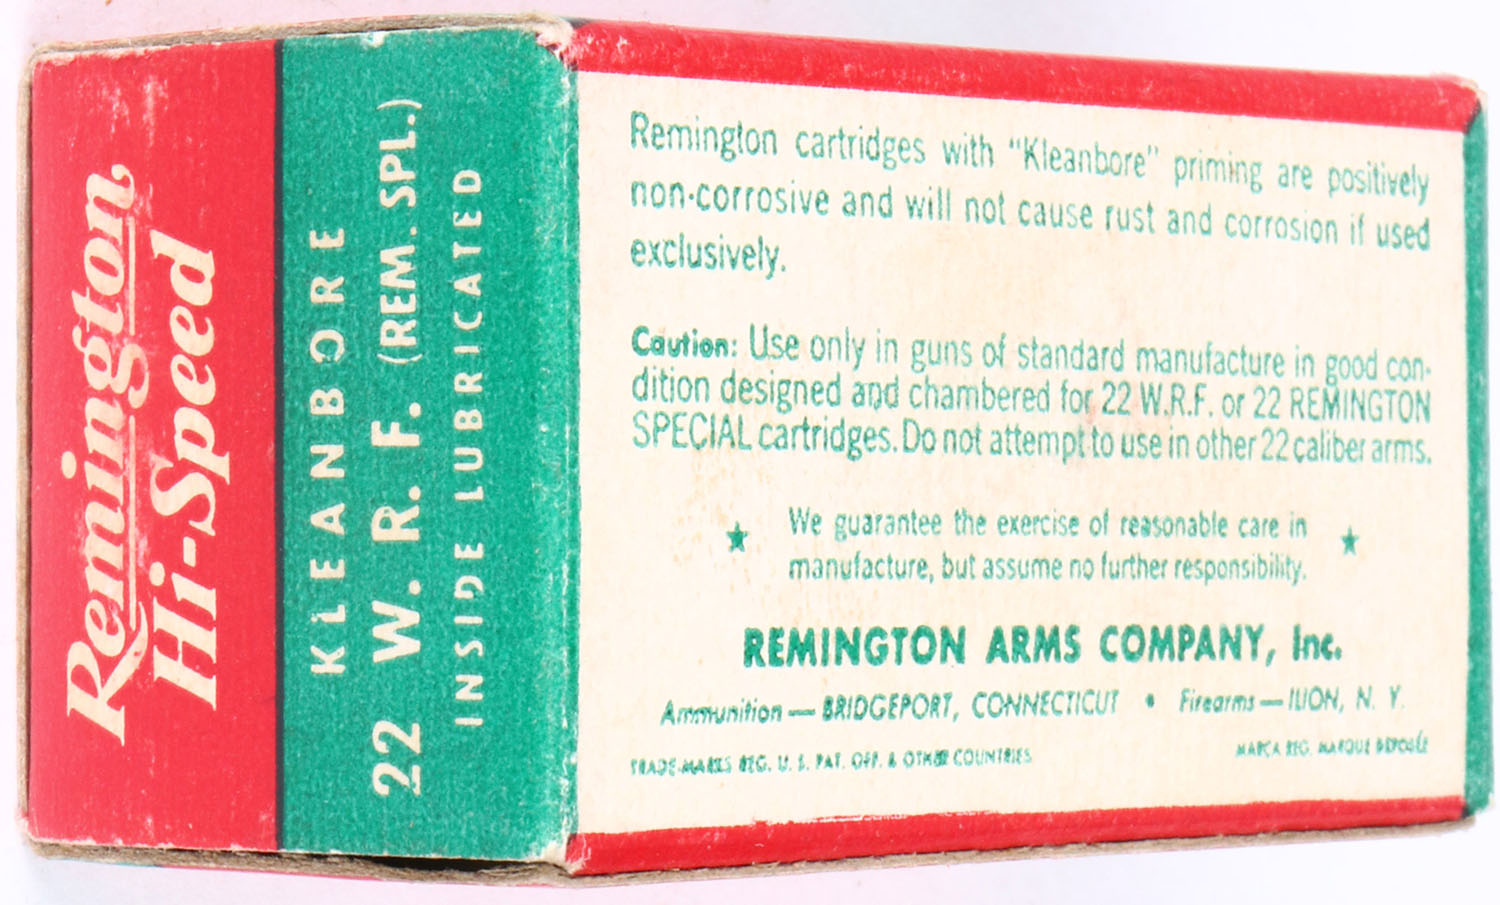 Remington
Hi-Speed
KLEANBORE
22 W. R. F. (REM. SPL.)
INSIDE LUBRICATED
Remington cartridges with "Kleanbore" priming are positively
non-corrosive and will not cause rust and corrosion if used
exclusively.
Caution: Use only in guns of standard manufacture in good con-
dition designed and chambered for 22 W.R.F. or 22 REMINGTON
SPECIAL cartridges. Do not attempt to use in other 22 caliber arms.
★ We guarantee the exercise of reasonable care in ★
manufacture, but assume no further responsibility.
REMINGTON ARMS COMPANY, Inc.
Ammunition — BRIDGEPORT, CONNECTICUT • Firearms — ILION, N. Y.
TRADE-MARKS REG. U. S. PAT. OFF. & OTHER COUNTRIES MARCA REG. MARQUE DEPOSÉE